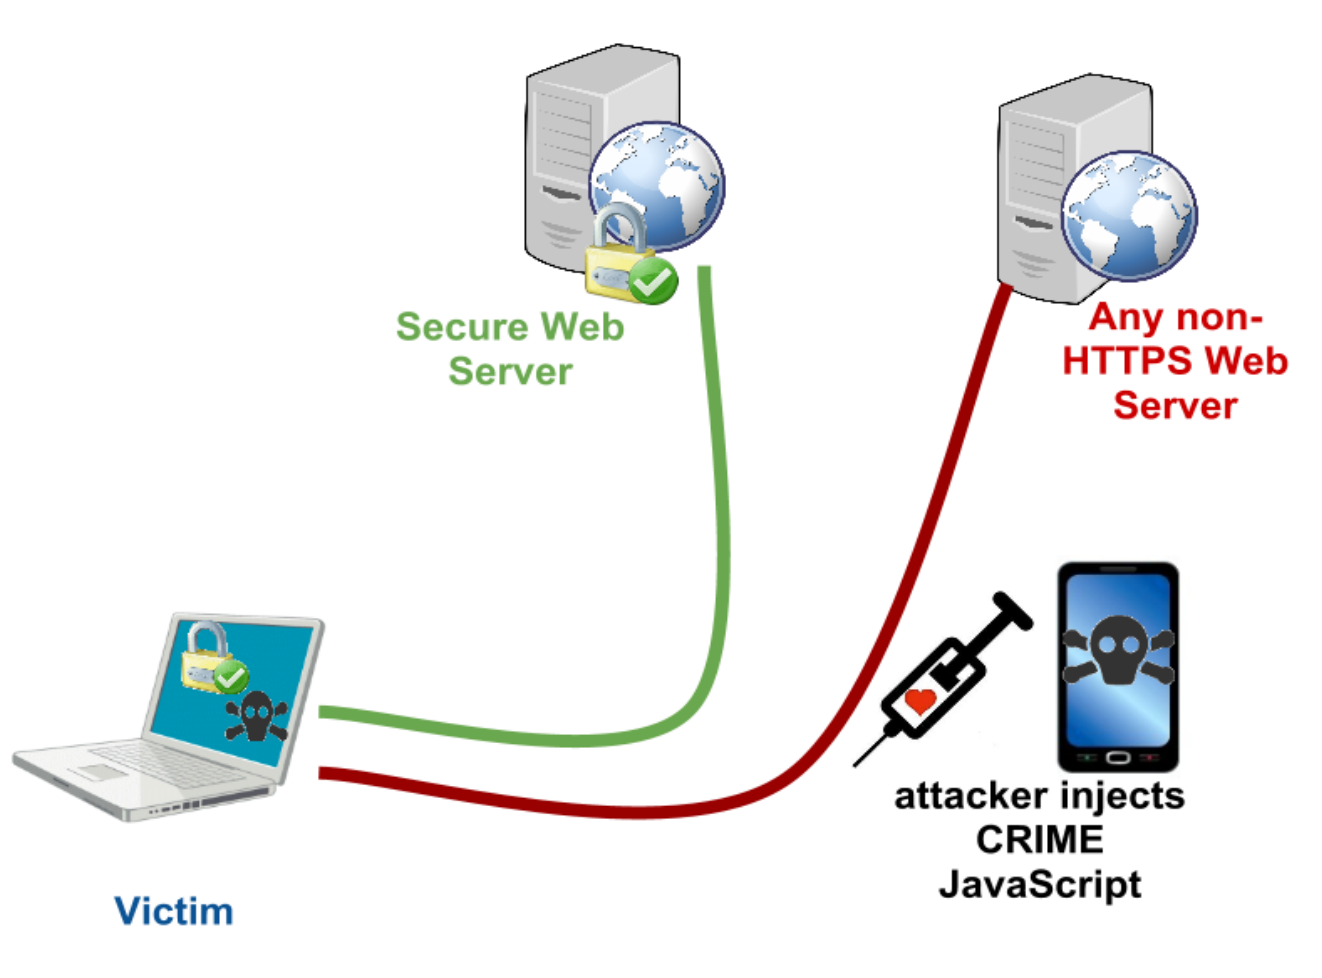 Secure Web
Server
Any non-
HTTPS Web
Server
attacker injects
CRIME
JavaScript
Victim